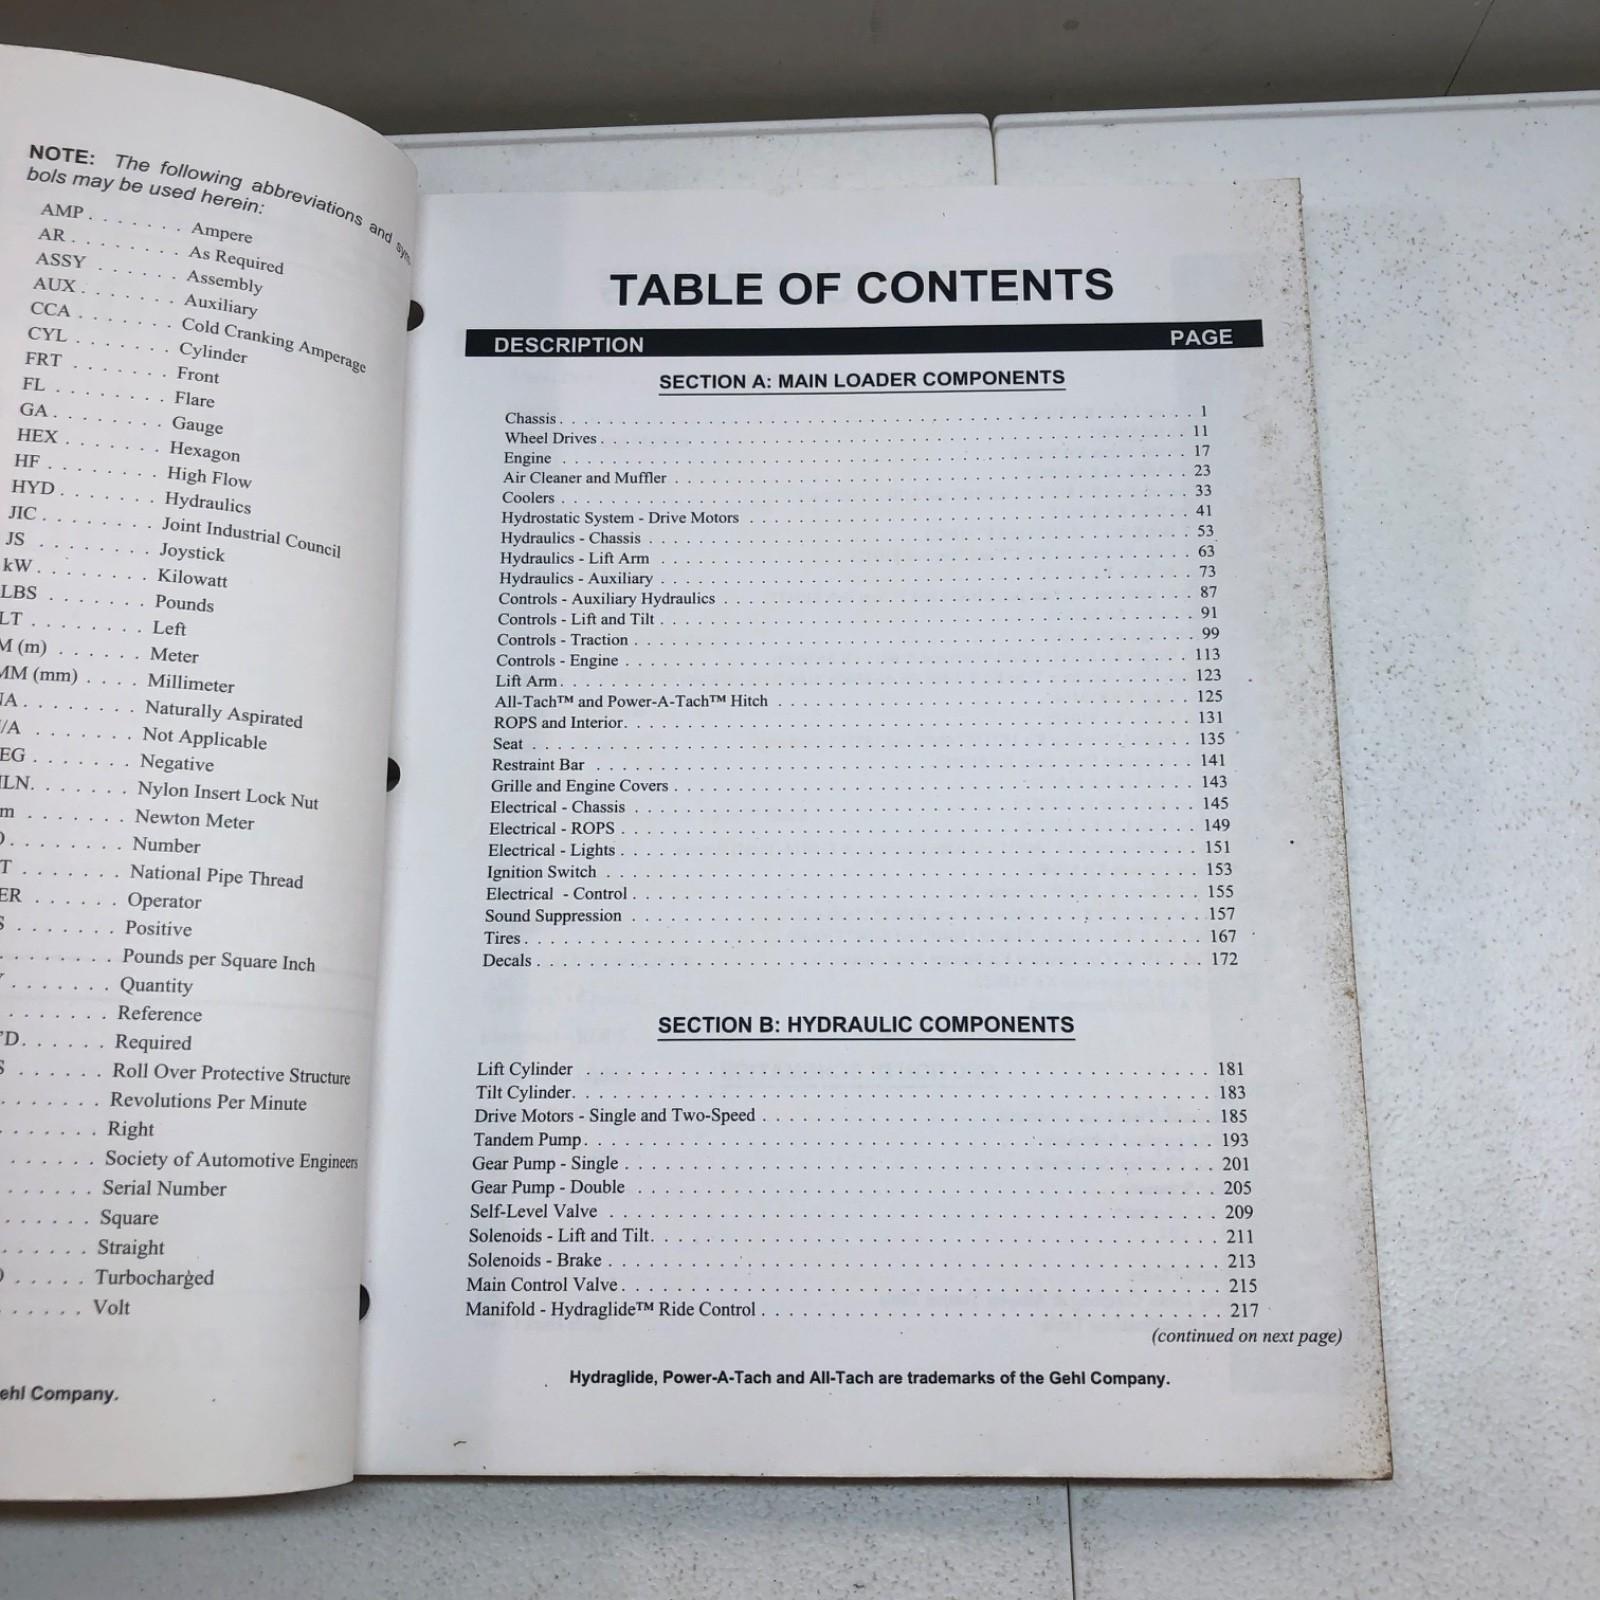 NOTE: The following abbreviations and sym-
bols may be used herein:
AMP . . . . . . . Ampere
AR . . . . . . . . As Required
ASSY . . . . . . Assembly
AUX . . . . . . . Auxiliary
CCA . . . . . . . Cold Cranking Amperage
CYL . . . . . . . Cylinder
FRT . . . . . . . Front
FL . . . . . . . . Flare
GA . . . . . . . . Gauge
HEX . . . . . . . Hexagon
HF . . . . . . . . High Flow
HYD . . . . . . . Hydraulics
JIC . . . . . . . . Joint Industrial Council
JS . . . . . . . . Joystick
kW . . . . . . . . Kilowatt
LBS . . . . . . . Pounds
LT . . . . . . . . Left
M (m) . . . . . . Meter
MM (mm) . . . . Millimeter
NA . . . . . . . . Naturally Aspirated
/A . . . . . . . Not Applicable
EG . . . . . . . Negative
LN . . . . . . . Nylon Insert Lock Nut
m . . . . . . . Newton Meter
. . . . . . . . Number
T . . . . . . . National Pipe Thread
ER . . . . . . Operator
S . . . . . . . Positive
. . . . . . . . Pounds per Square Inch
. . . . . . . Quantity
. . . . . . . Reference
'D . . . . . . Required
S . . . . . . Roll Over Protective Structure
. . . . . . . Revolutions Per Minute
. . . . . . . Right
. . . . . . Society of Automotive Engineers
. . . . . . Serial Number
. . . . . . Square
. . . . . . Straight
. . . . . Turbocharged
. . . . . . Volt
ehl Company.
TABLE OF CONTENTS
DESCRIPTION PAGE
SECTION A: MAIN LOADER COMPONENTS
Chassis . . . . . . . . 1
Wheel Drives . . . . . . . . 11
Engine . . . . . . . . 17
Air Cleaner and Muffler . . . . . . . . 23
Coolers . . . . . . . . 33
Hydrostatic System - Drive Motors . . . . . . . . 41
Hydraulics - Chassis . . . . . . . . 53
Hydraulics - Lift Arm . . . . . . . . 63
Hydraulics - Auxiliary . . . . . . . . 73
Controls - Auxiliary Hydraulics . . . . . . . . 87
Controls - Lift and Tilt . . . . . . . . 91
Controls - Traction . . . . . . . . 99
Controls - Engine . . . . . . . . 113
Lift Arm . . . . . . . . 123
All-Tach™ and Power-A-Tach™ Hitch . . . . . . . . 125
ROPS and Interior . . . . . . . . 131
Seat . . . . . . . . 135
Restraint Bar . . . . . . . . 141
Grille and Engine Covers . . . . . . . . 143
Electrical - Chassis . . . . . . . . 145
Electrical - ROPS . . . . . . . . 149
Electrical - Lights . . . . . . . . 151
Ignition Switch . . . . . . . . 153
Electrical - Control . . . . . . . . 155
Sound Suppression . . . . . . . . 157
Tires . . . . . . . . 167
Decals . . . . . . . . 172
SECTION B: HYDRAULIC COMPONENTS
Lift Cylinder . . . . . . . . 181
Tilt Cylinder . . . . . . . . 183
Drive Motors - Single and Two-Speed . . . . . . . . 185
Tandem Pump . . . . . . . . 193
Gear Pump - Single . . . . . . . . 201
Gear Pump - Double . . . . . . . . 205
Self-Level Valve . . . . . . . . 209
Solenoids - Lift and Tilt . . . . . . . . 211
Solenoids - Brake . . . . . . . . 213
Main Control Valve . . . . . . . . 215
Manifold - Hydraglide™ Ride Control . . . . . . . . 217
(continued on next page)
Hydraglide, Power-A-Tach and All-Tach are trademarks of the Gehl Company.